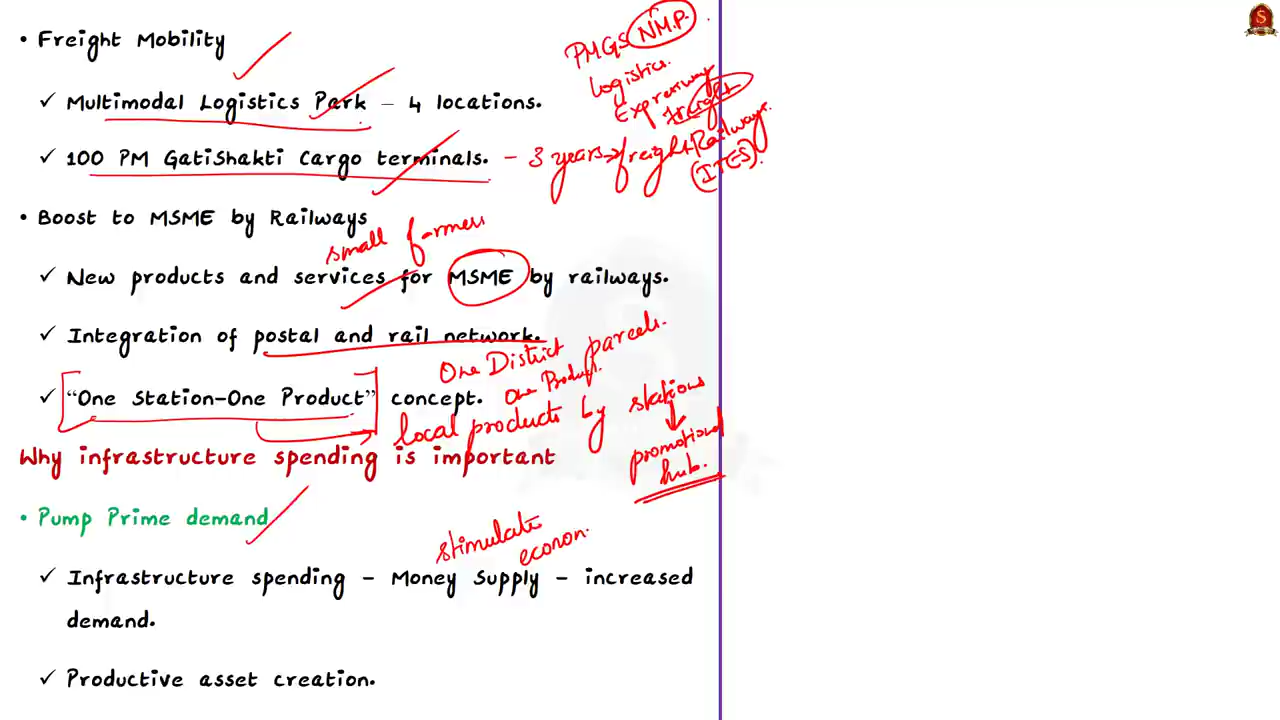 • Freight Mobility
PMGS N.M.P.
Logistics.
Expressway
freight
✓ Multimodal Logistics Park – 4 locations.
✓ 100 PM GatiShakti Cargo terminals. – 3 years → freight Railways.
(ITES).
• Boost to MSME by Railways
small farmers
✓ New products and services for MSME by railways.
✓ Integration of postal and rail network.
parcels.
One District
One Product.
✓ ["One Station-One Product"] concept.
local products by stations
promotional
hub.
Why infrastructure spending is important
• Pump Prime demand
stimulate
econon.
✓ Infrastructure spending – Money Supply – increased
demand.
✓ Productive asset creation.
S